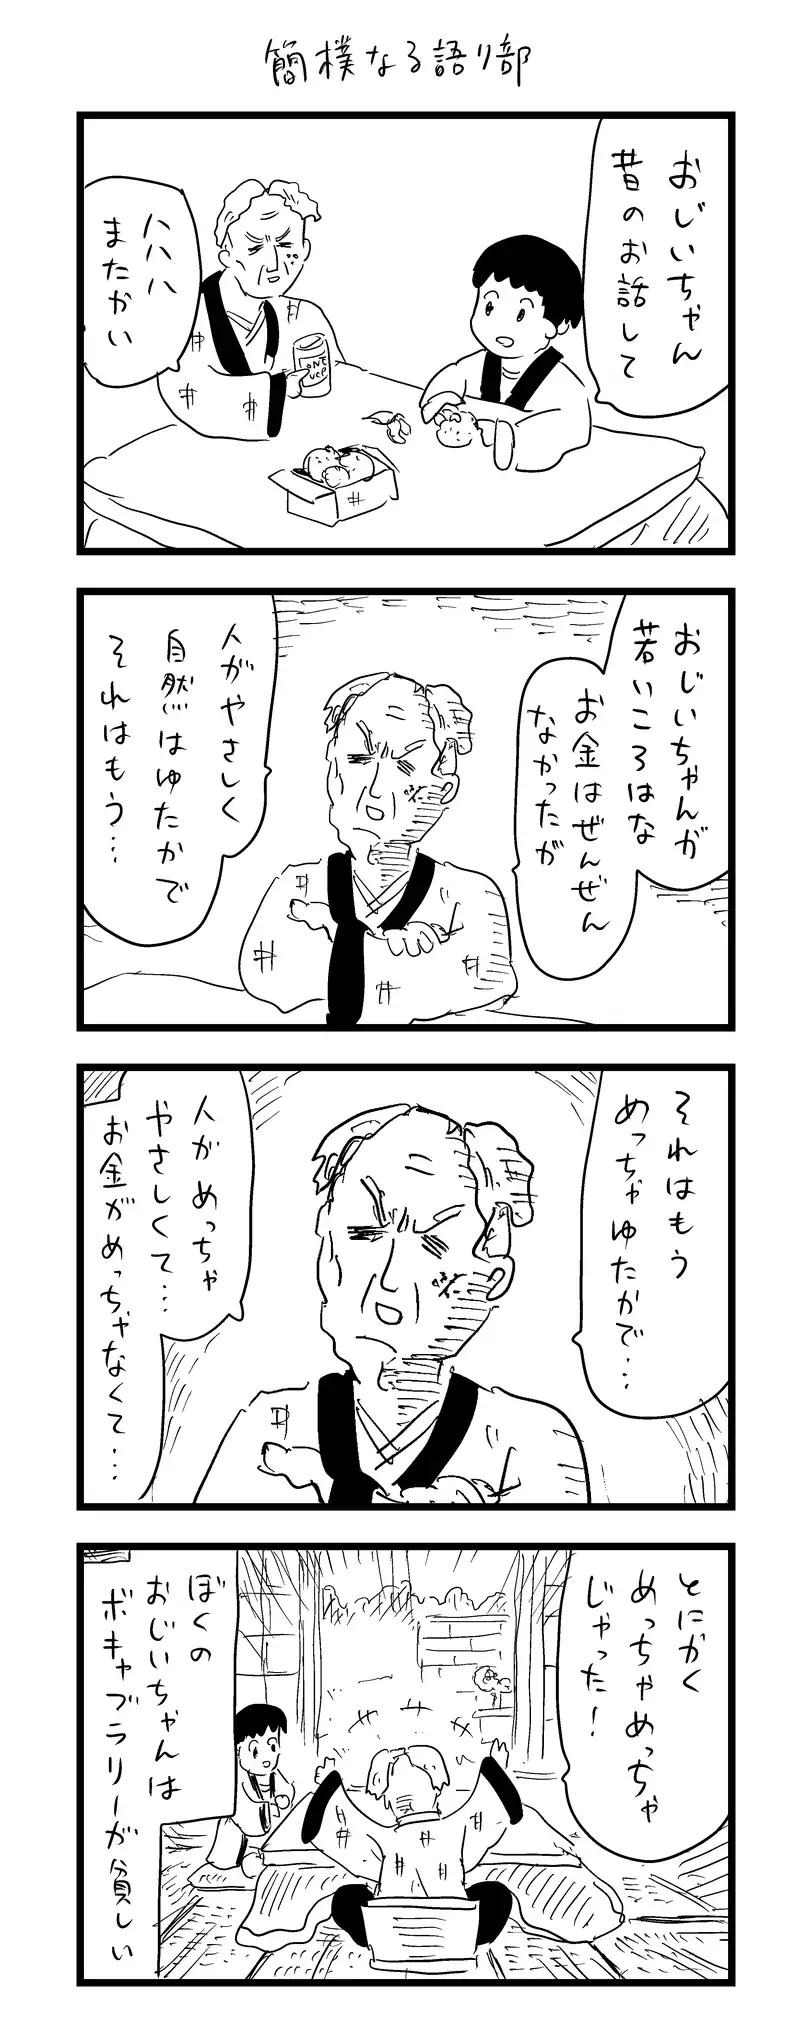 簡樸なる語り部
おじいちゃん
昔のお話して
ハハハ
またかい
ONE
CUP
おじいちゃんが
若いころはな
お金はぜんぜん
なかったが
人がやさしく
自然はゆたかで
それはもう…
それはもう
めっちゃゆたかで…
人がめっちゃ
やさしくて…
お金がめっちゃなくて…
とにかく
めっちゃめっちゃ
じゃった!
ぼくの
おじいちゃんは
ボキャブラリーが貧しい